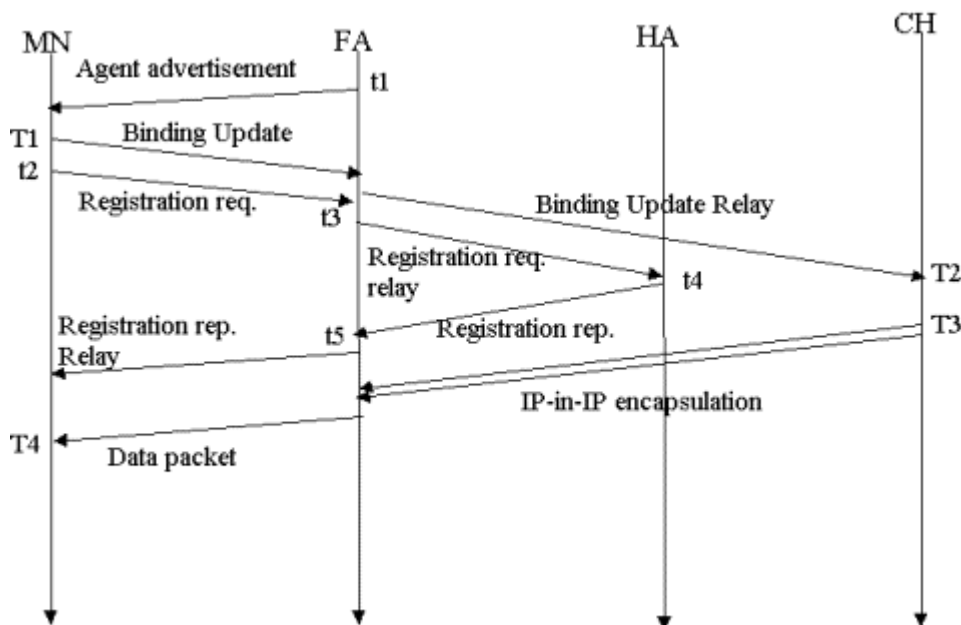 MN
FA
HA
CH
Agent advertisement
t1
T1
Binding Update
t2
Registration req.
t3
Binding Update Relay
Registration req.
relay
t4
T2
Registration rep.
Relay
t5
Registration rep.
T3
IP-in-IP encapsulation
T4
Data packet